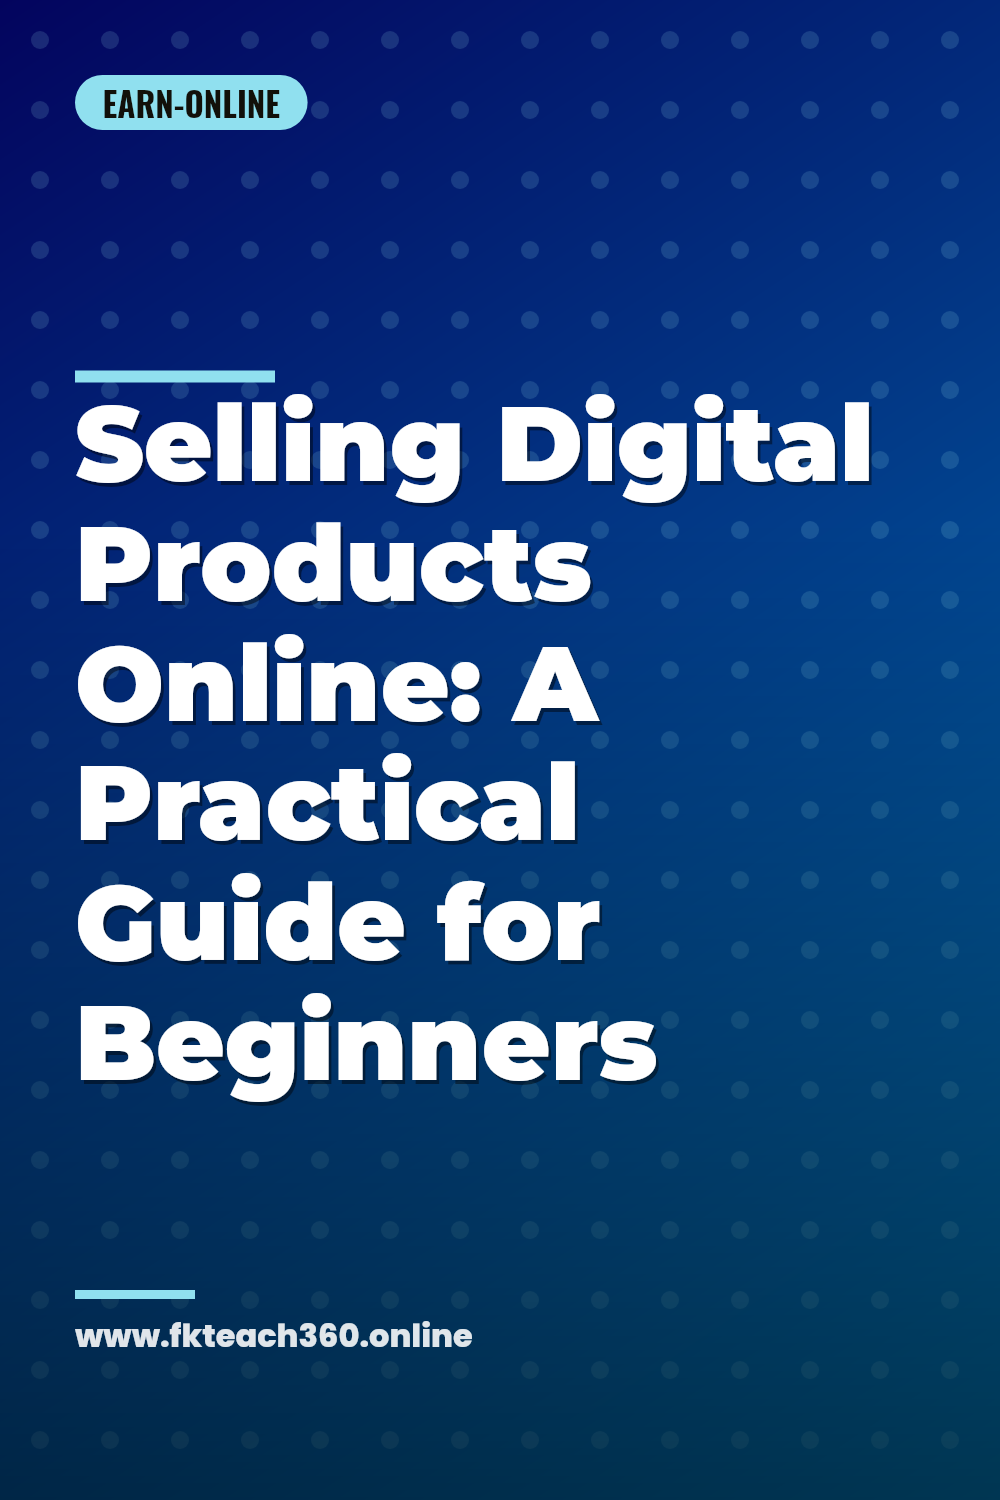 EARN-ONLINE
Selling Digital
Products
Online: A
Practical
Guide for
Beginners
www.fkteach360.online